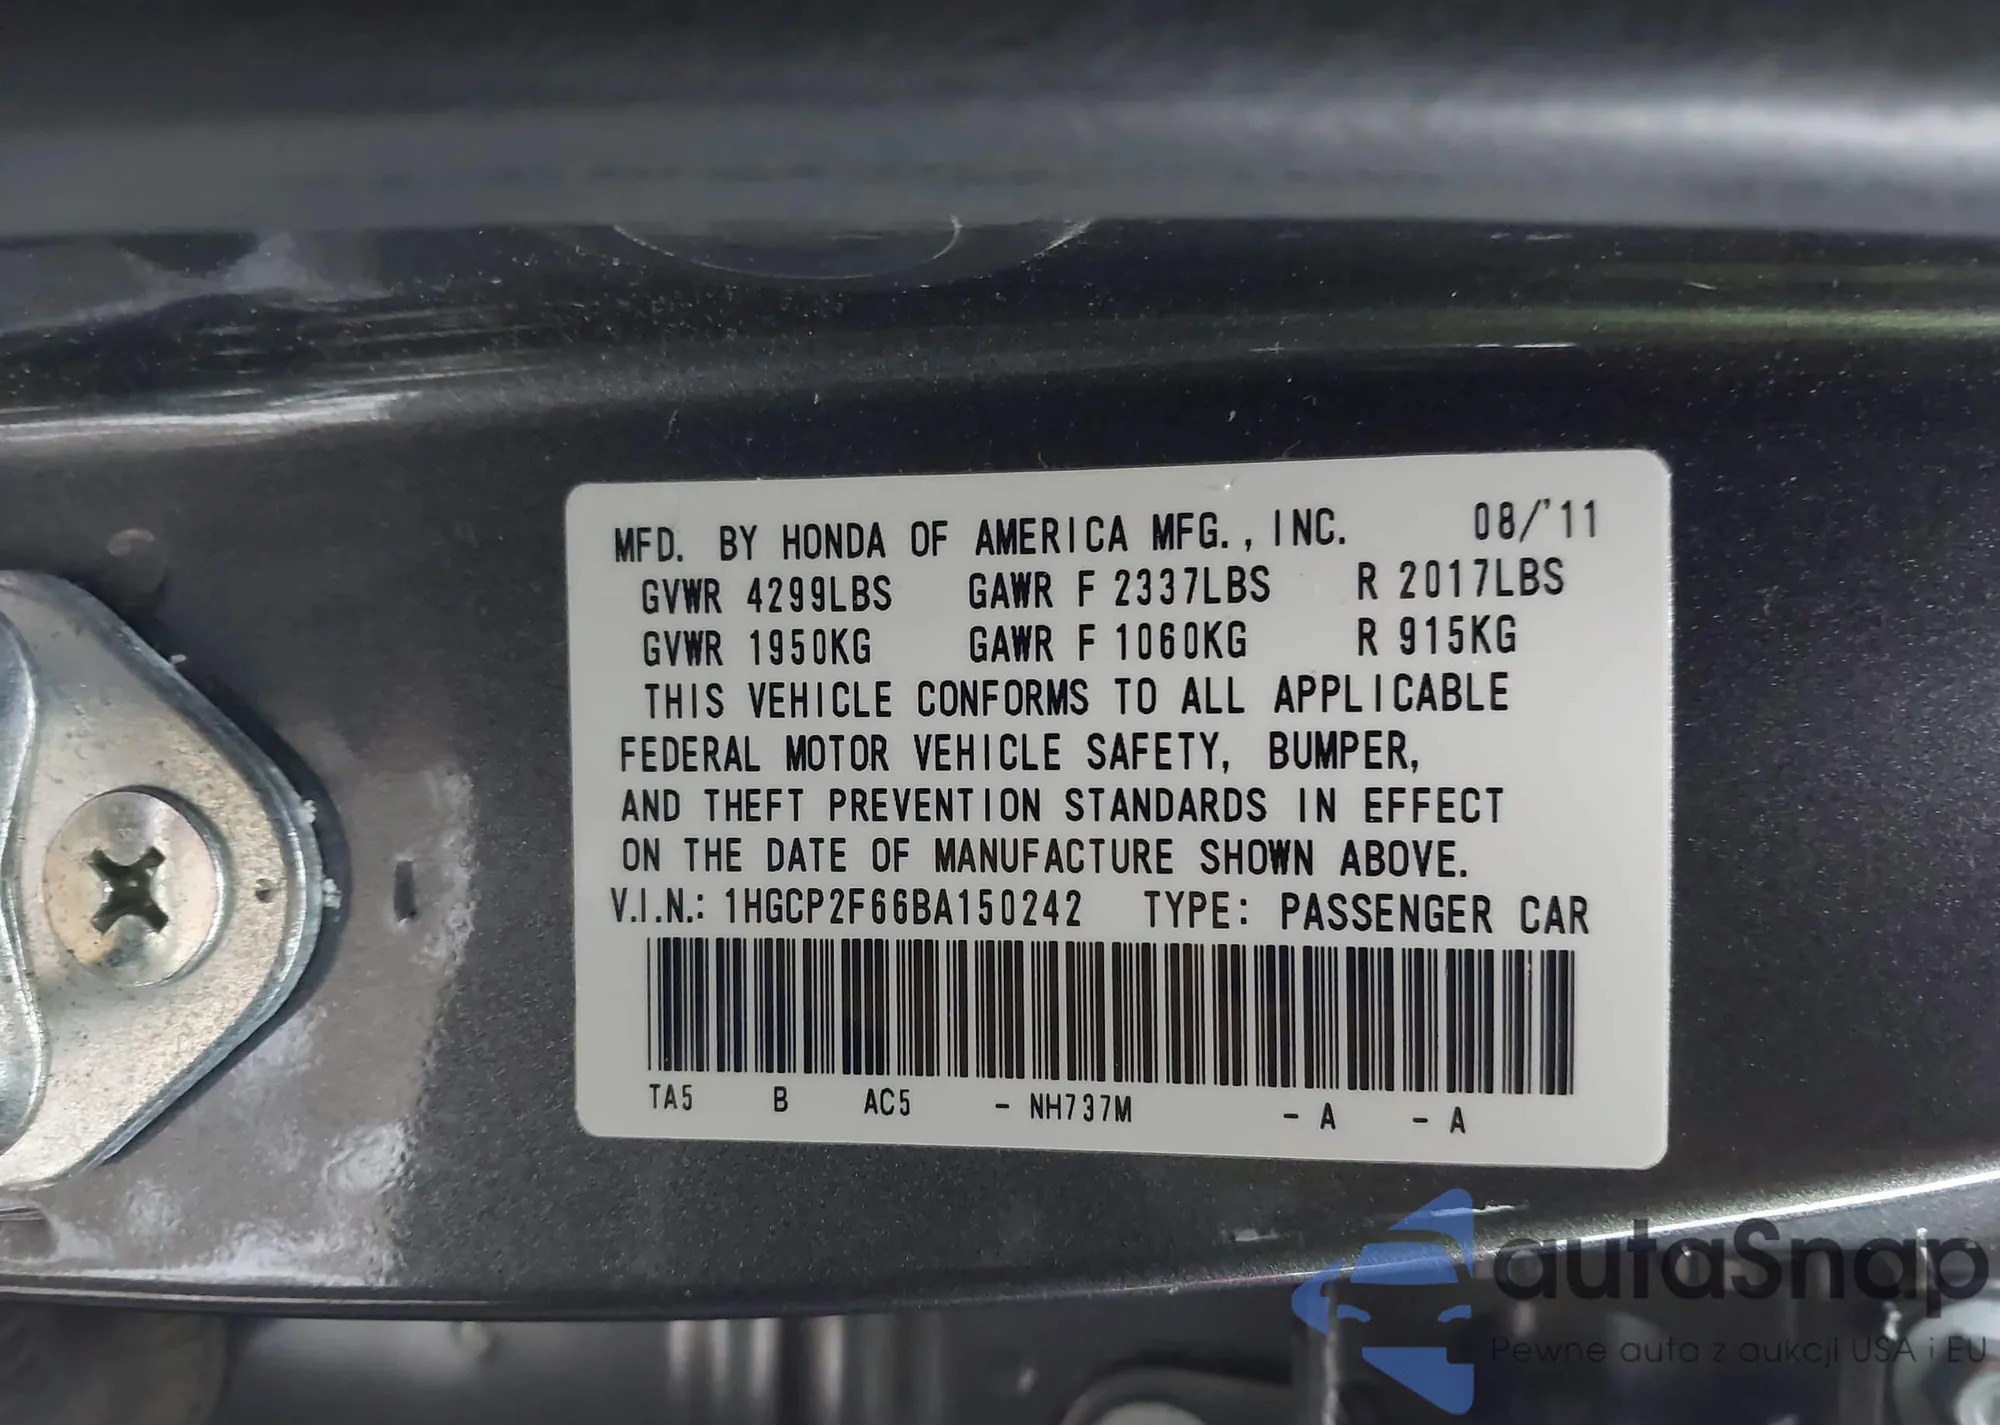 MFD. BY HONDA OF AMERICA MFG., INC. 08/'11
GVWR 4299LBS GAWR F 2337LBS R 2017LBS
GVWR 1950KG GAWR F 1060KG R 915KG
THIS VEHICLE CONFORMS TO ALL APPLICABLE
FEDERAL MOTOR VEHICLE SAFETY, BUMPER,
AND THEFT PREVENTION STANDARDS IN EFFECT
ON THE DATE OF MANUFACTURE SHOWN ABOVE.
V.I.N.: 1HGCP2F66BA150242 TYPE: PASSENGER CAR
TA5 B AC5 - NH737M - A - A
autaSnap
Pewne auta z aukcji USA i EU